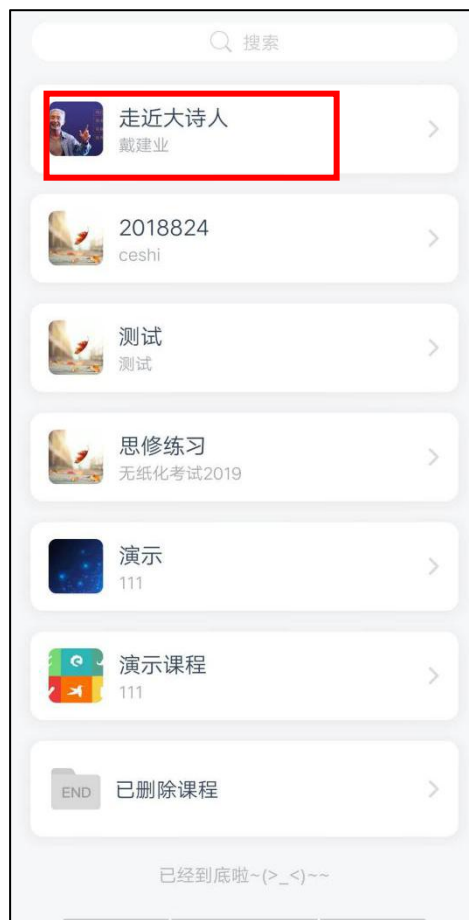 搜索
走近大诗人
戴建业
2018824
ceshi
测试
测试
思修练习
无纸化考试2019
演示
111
演示课程
111
END 已删除课程
已经到底啦~(>_<)~~